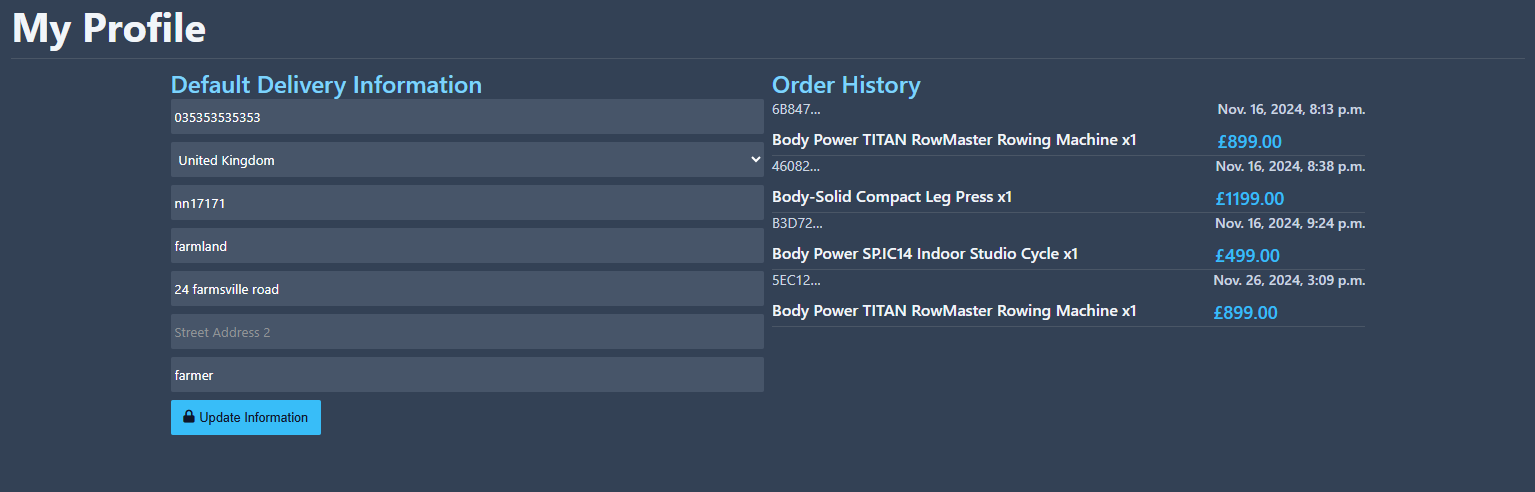 My Profile
Default Delivery Information
035353535353
United Kingdom
nn17171
farmland
24 farmsville road
Street Address 2
farmer
Update Information
Order History
6B847... Nov. 16, 2024, 8:13 p.m.
Body Power TITAN RowMaster Rowing Machine x1 £899.00
46082... Nov. 16, 2024, 8:38 p.m.
Body-Solid Compact Leg Press x1 £1199.00
B3D72... Nov. 16, 2024, 9:24 p.m.
Body Power SP.IC14 Indoor Studio Cycle x1 £499.00
5EC12... Nov. 26, 2024, 3:09 p.m.
Body Power TITAN RowMaster Rowing Machine x1 £899.00